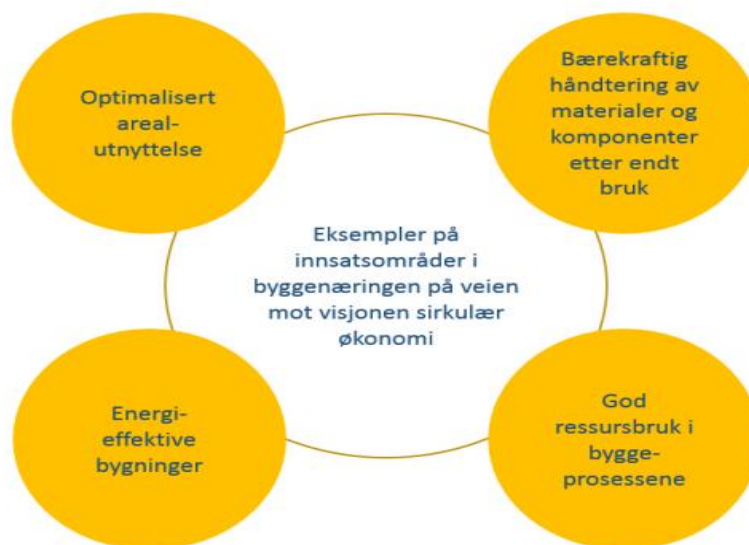 Optimalisert
areal-
utnyttelse
Bærekraftig
håndtering av
materialer og
komponenter
etter endt
bruk
Eksempler på
innsatsområder i
byggenæringen på veien
mot visjonen sirkulær
økonomi
Energi-
effektive
bygninger
God
ressursbruk i
bygge-
prosessene